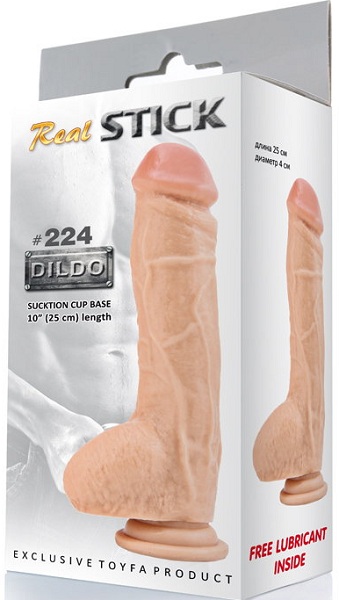 Real STICK
#224
DILDO
SUCKTION CUP BASE
10" (25 cm) length
EXCLUSIVE TOYFA PRODUCT
длина 25 см
диаметр 4 см
FREE LUBRICANT
INSIDE